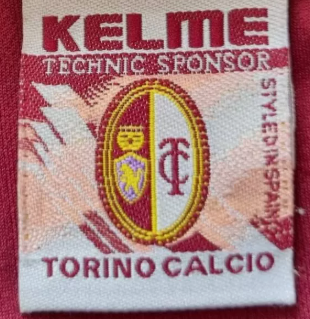 KELME
TECHNIC SPONSOR
STYLED IN SPAIN
TC
TORINO CALCIO